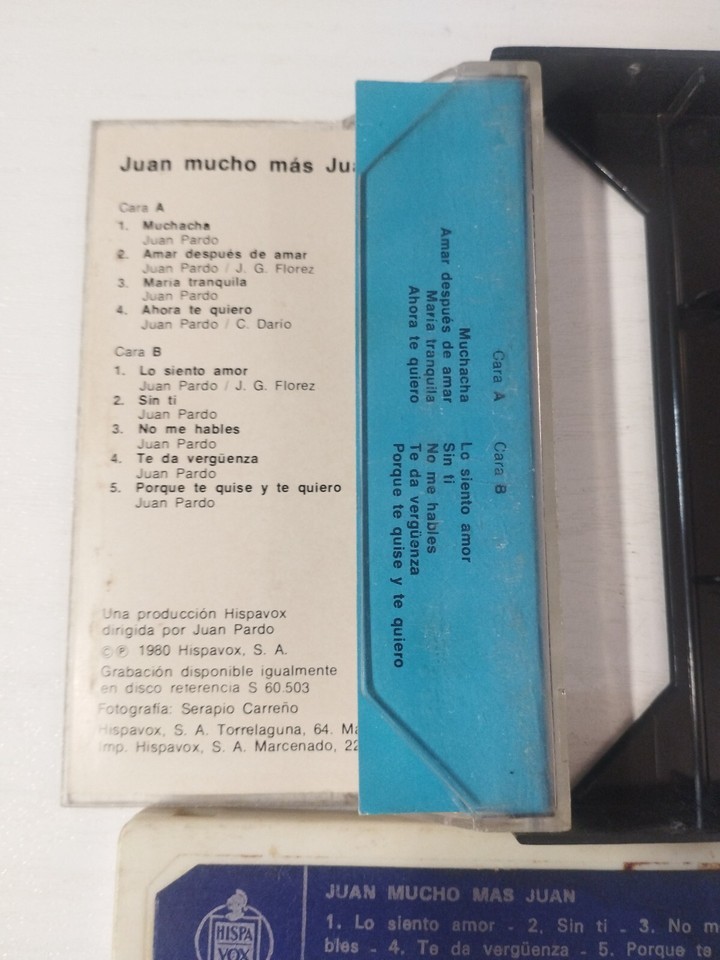 Juan mucho más Jua
Cara A
1. Muchacha
Juan Pardo
2. Amar después de amar
Juan Pardo / J. G. Florez
3. Maria tranquila
Juan Pardo
4. Ahora te quiero
Juan Pardo / C. Dario
Cara B
1. Lo siento amor
Juan Pardo / J. G. Florez
2. Sin ti
Juan Pardo
3. No me hables
Juan Pardo
4. Te da vergüenza
Juan Pardo
5. Porque te quise y te quiero
Juan Pardo
Una producción Hispavox
dirigida por Juan Pardo
©℗ 1980 Hispavox, S. A.
Grabación disponible igualmente
en disco referencia S 60.503
Fotografía: Serapio Carreño
Hispavox, S. A. Torrelaguna, 64. Ma
Imp. Hispavox, S. A. Marcenado, 22
Cara A
Muchacha
Amar después de amar
Maria tranquila
Ahora te quiero
Cara B
Lo siento amor
Sin ti
No me hables
Te da vergüenza
Porque te quise y te quiero
HISPA
VOX
JUAN MUCHO MAS JUAN
1. Lo siento amor - 2, Sin ti - 3. No m
bles - 4. Te da vergüenza - 5. Porque te